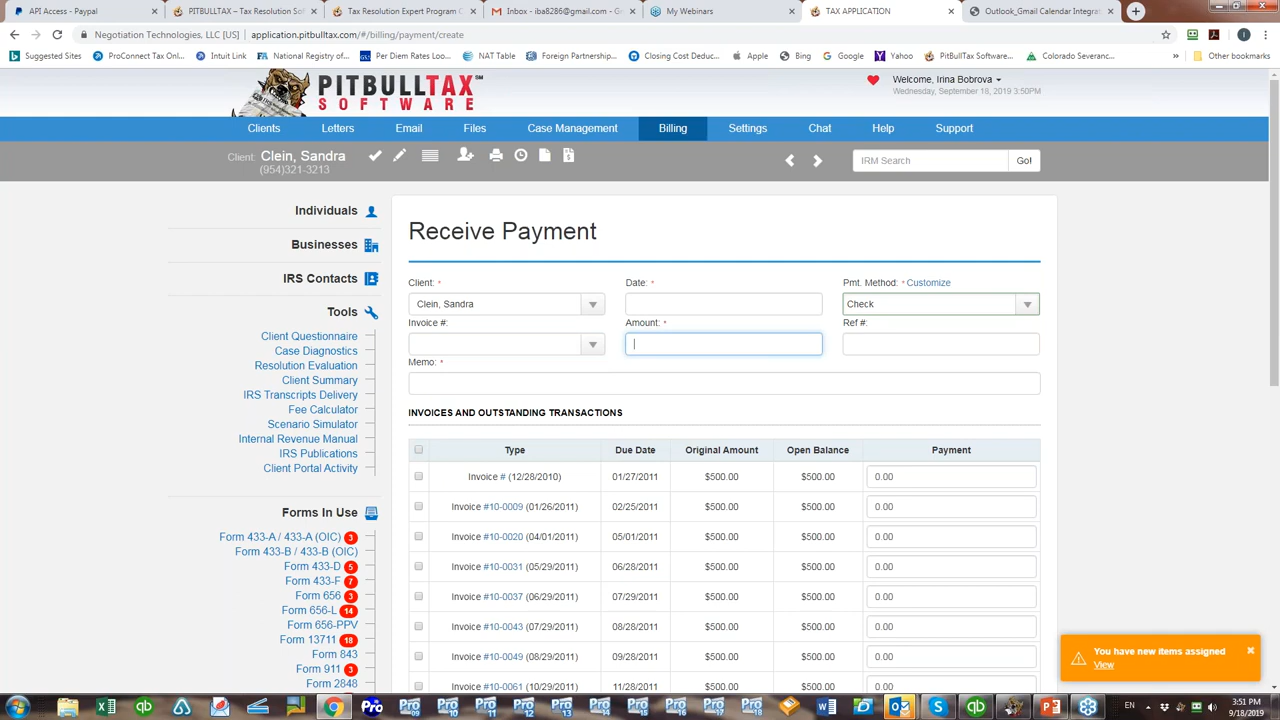 API Access - Paypal
PITBULLTAX – Tax Resolution Sof
Tax Resolution Expert Program C
Inbox - iba8286@gmail.com - G
My Webinars
TAX APPLICATION
Outlook_Gmail Calendar Integrat
Negotiation Technologies, LLC [US]
application.pitbulltax.com/#/billing/payment/create
Suggested Sites
ProConnect Tax Onl...
Intuit Link
National Registry of...
Per Diem Rates Loo...
NAT Table
Foreign Partnership...
Closing Cost Deduc...
Apple
Bing
Google
Yahoo
PitBullTax Software...
Colorado Severanc...
»
Other bookmarks
PITBULLTAX™
SOFTWARE
Welcome, Irina Bobrova
Wednesday, September 18, 2019 3:50PM
Clients
Letters
Email
Files
Case Management
Billing
Settings
Chat
Help
Support
Client: Clein, Sandra
(954)321-3213
IRM Search
Go!
Individuals
Businesses
IRS Contacts
Tools
Client Questionnaire
Case Diagnostics
Resolution Evaluation
Client Summary
IRS Transcripts Delivery
Fee Calculator
Scenario Simulator
Internal Revenue Manual
IRS Publications
Client Portal Activity
Forms In Use
Form 433-A / 433-A (OIC) 3
Form 433-B / 433-B (OIC)
Form 433-D 5
Form 433-F 7
Form 656 3
Form 656-L 14
Form 656-PPV
Form 13711 18
Form 843
Form 911 3
Form 2848
Receive Payment
Client: *
Date: *
Pmt. Method: * Customize
Clein, Sandra
Check
Invoice #:
Amount: *
Ref #:
Memo: *
INVOICES AND OUTSTANDING TRANSACTIONS
Type Due Date Original Amount Open Balance Payment
Invoice # (12/28/2010) 01/27/2011 $500.00 $500.00 0.00
Invoice #10-0009 (01/26/2011) 02/25/2011 $500.00 $500.00 0.00
Invoice #10-0020 (04/01/2011) 05/01/2011 $500.00 $500.00 0.00
Invoice #10-0031 (05/29/2011) 06/28/2011 $500.00 $500.00 0.00
Invoice #10-0037 (06/29/2011) 07/29/2011 $500.00 $500.00 0.00
Invoice #10-0043 (07/29/2011) 08/28/2011 $500.00 $500.00 0.00
Invoice #10-0049 (08/29/2011) 09/28/2011 $500.00 $500.00 0.00
Invoice #10-0061 (10/29/2011) 11/28/2011 $500.00 $500.00 0.00
You have new items assigned
View
EN
3:51 PM
9/18/2019